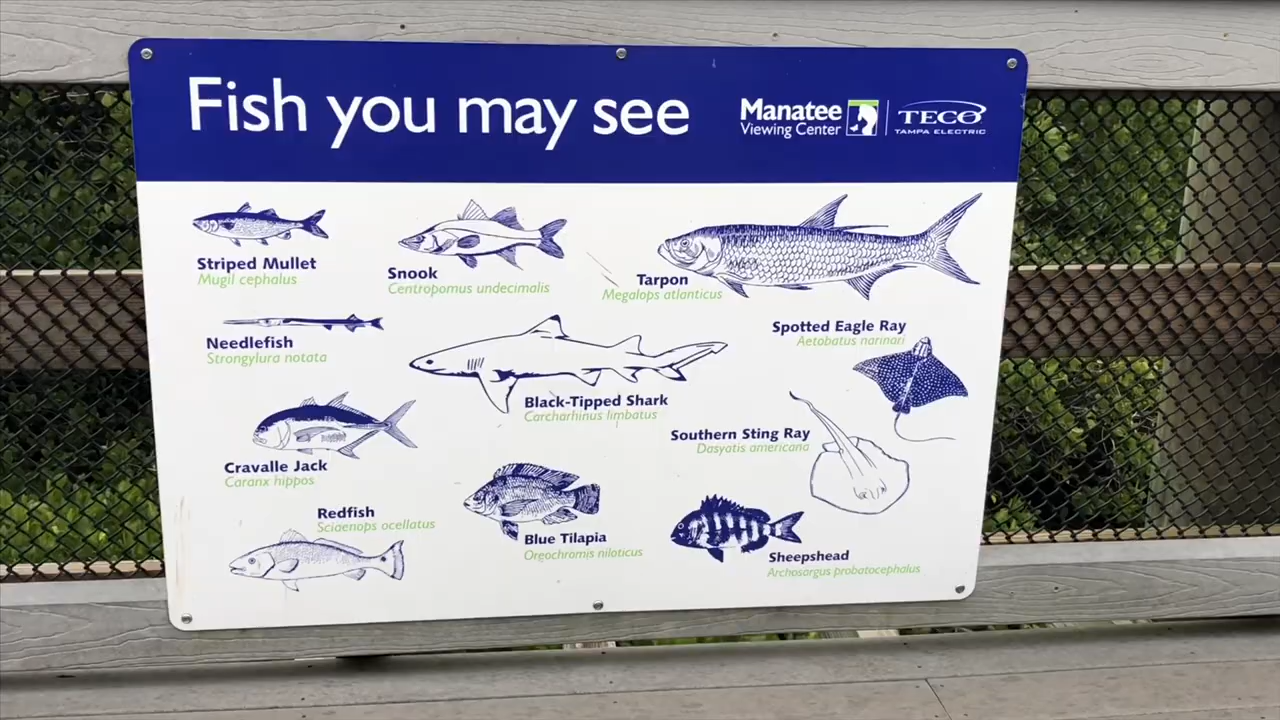 Fish you may see
Manatee
Viewing Center
TECO
TAMPA ELECTRIC
Striped Mullet
Mugil cephalus
Snook
Centropomus undecimalis
Tarpon
Megalops atlanticus
Needlefish
Strongylura notata
Black-Tipped Shark
Carcharhinus limbatus
Spotted Eagle Ray
Aetobatus narinari
Southern Sting Ray
Dasyatis americana
Cravalle Jack
Caranx hippos
Redfish
Sciaenops ocellatus
Blue Tilapia
Oreochromis niloticus
Sheepshead
Archosargus probatocephalus